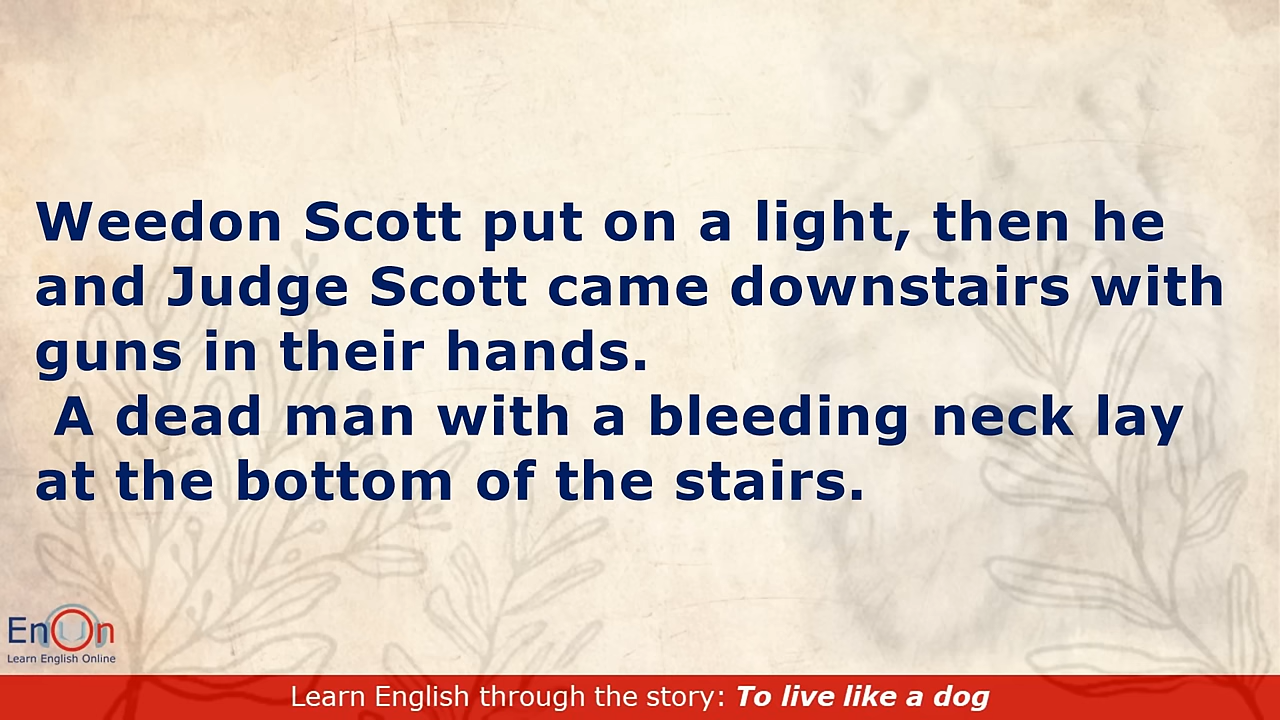 Weedon Scott put on a light, then he
and Judge Scott came downstairs with
guns in their hands.
A dead man with a bleeding neck lay
at the bottom of the stairs.
EnOn
Learn English Online
Learn English through the story: To live like a dog